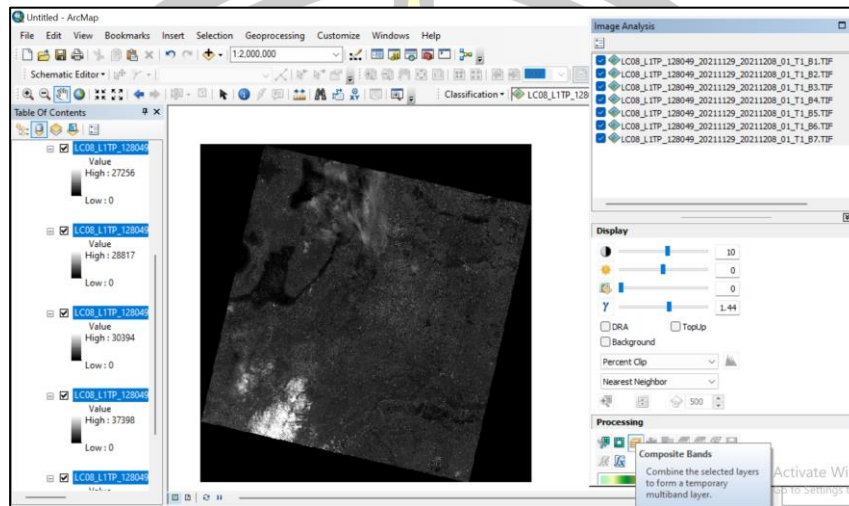 Untitled - ArcMap
File Edit View Bookmarks Insert Selection Geoprocessing Customize Windows Help
1:2,000,000
Schematic Editor
Classification LC08_L1TP_128
Table Of Contents
LC08_L1TP_128049
Value
High : 27256
Low : 0
LC08_L1TP_128049
Value
High : 28817
Low : 0
LC08_L1TP_128049
Value
High : 30394
Low : 0
LC08_L1TP_128049
Value
High : 37398
Low : 0
LC08_L1TP_128049
Image Analysis
LC08_L1TP_128049_20211129_20211208_01_T1_B1.TIF
LC08_L1TP_128049_20211129_20211208_01_T1_B2.TIF
LC08_L1TP_128049_20211129_20211208_01_T1_B3.TIF
LC08_L1TP_128049_20211129_20211208_01_T1_B4.TIF
LC08_L1TP_128049_20211129_20211208_01_T1_B5.TIF
LC08_L1TP_128049_20211129_20211208_01_T1_B6.TIF
LC08_L1TP_128049_20211129_20211208_01_T1_B7.TIF
Display
10
0
0
γ 1.44
DRA TopUp
Background
Percent Clip
Nearest Neighbor
500
Processing
Composite Bands
Combine the selected layers
to form a temporary
multiband layer.
Activate Wi
Go to Settings t